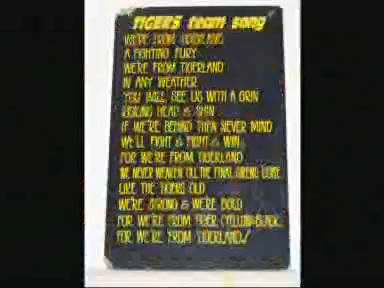 TIGERS team song
WE'RE FROM TIGERLAND
A FIGHTING FURY
WE'RE FROM TIGERLAND
IN ANY WEATHER
YOU WILL SEE US WITH A GRIN
RISKING HEAD & SHIN
IF WE'RE BEHIND THEN NEVER MIND
WE'LL FIGHT & FIGHT & WIN
FOR WE'RE FROM TIGERLAND
WE NEVER WEAKEN TILL THE FINAL SIRENS GONE
LIKE THE TIGERS OLD
WE'RE STRONG & WE'RE BOLD
FOR WE'RE FROM TIGER (YELLOW & BLACK
FOR WE'RE FROM TIGERLAND